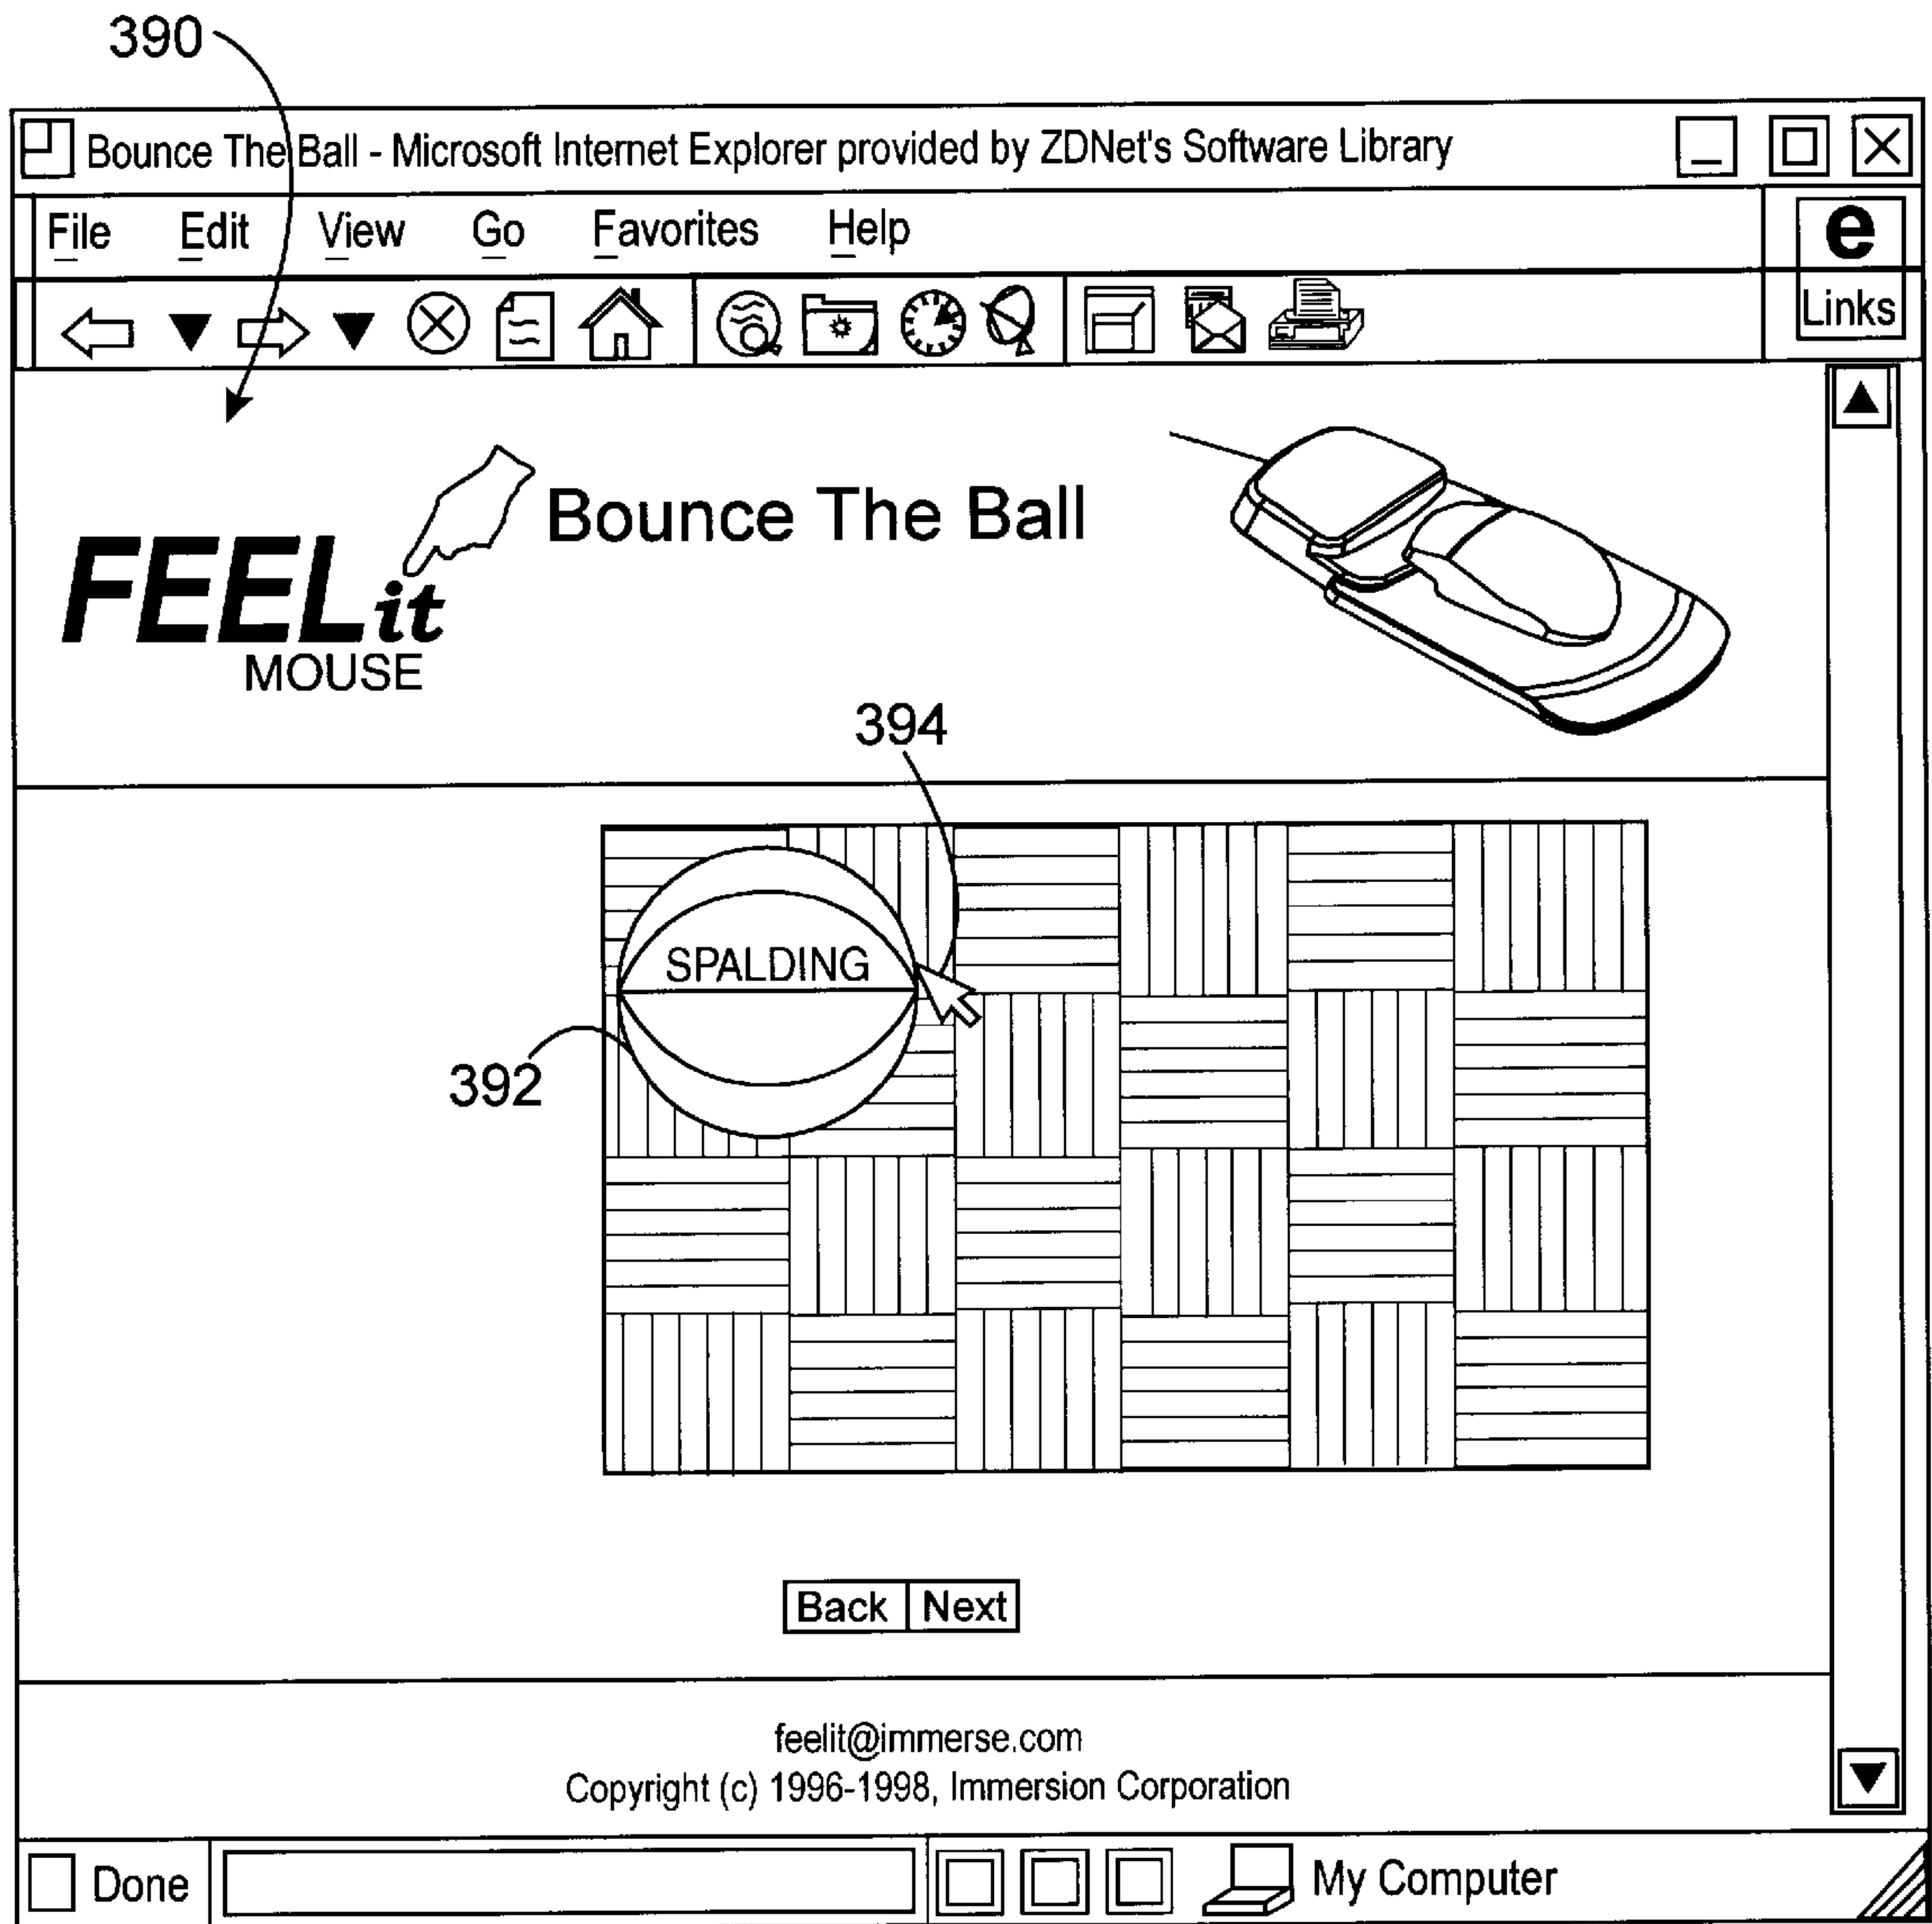 390
Bounce The Ball - Microsoft Internet Explorer provided by ZDNet's Software Library
File Edit View Go Favorites Help
e
Links
Bounce The Ball
FEELit
MOUSE
394
SPALDING
392
Back Next
feelit@immerse.com
Copyright (c) 1996-1998, Immersion Corporation
Done My Computer